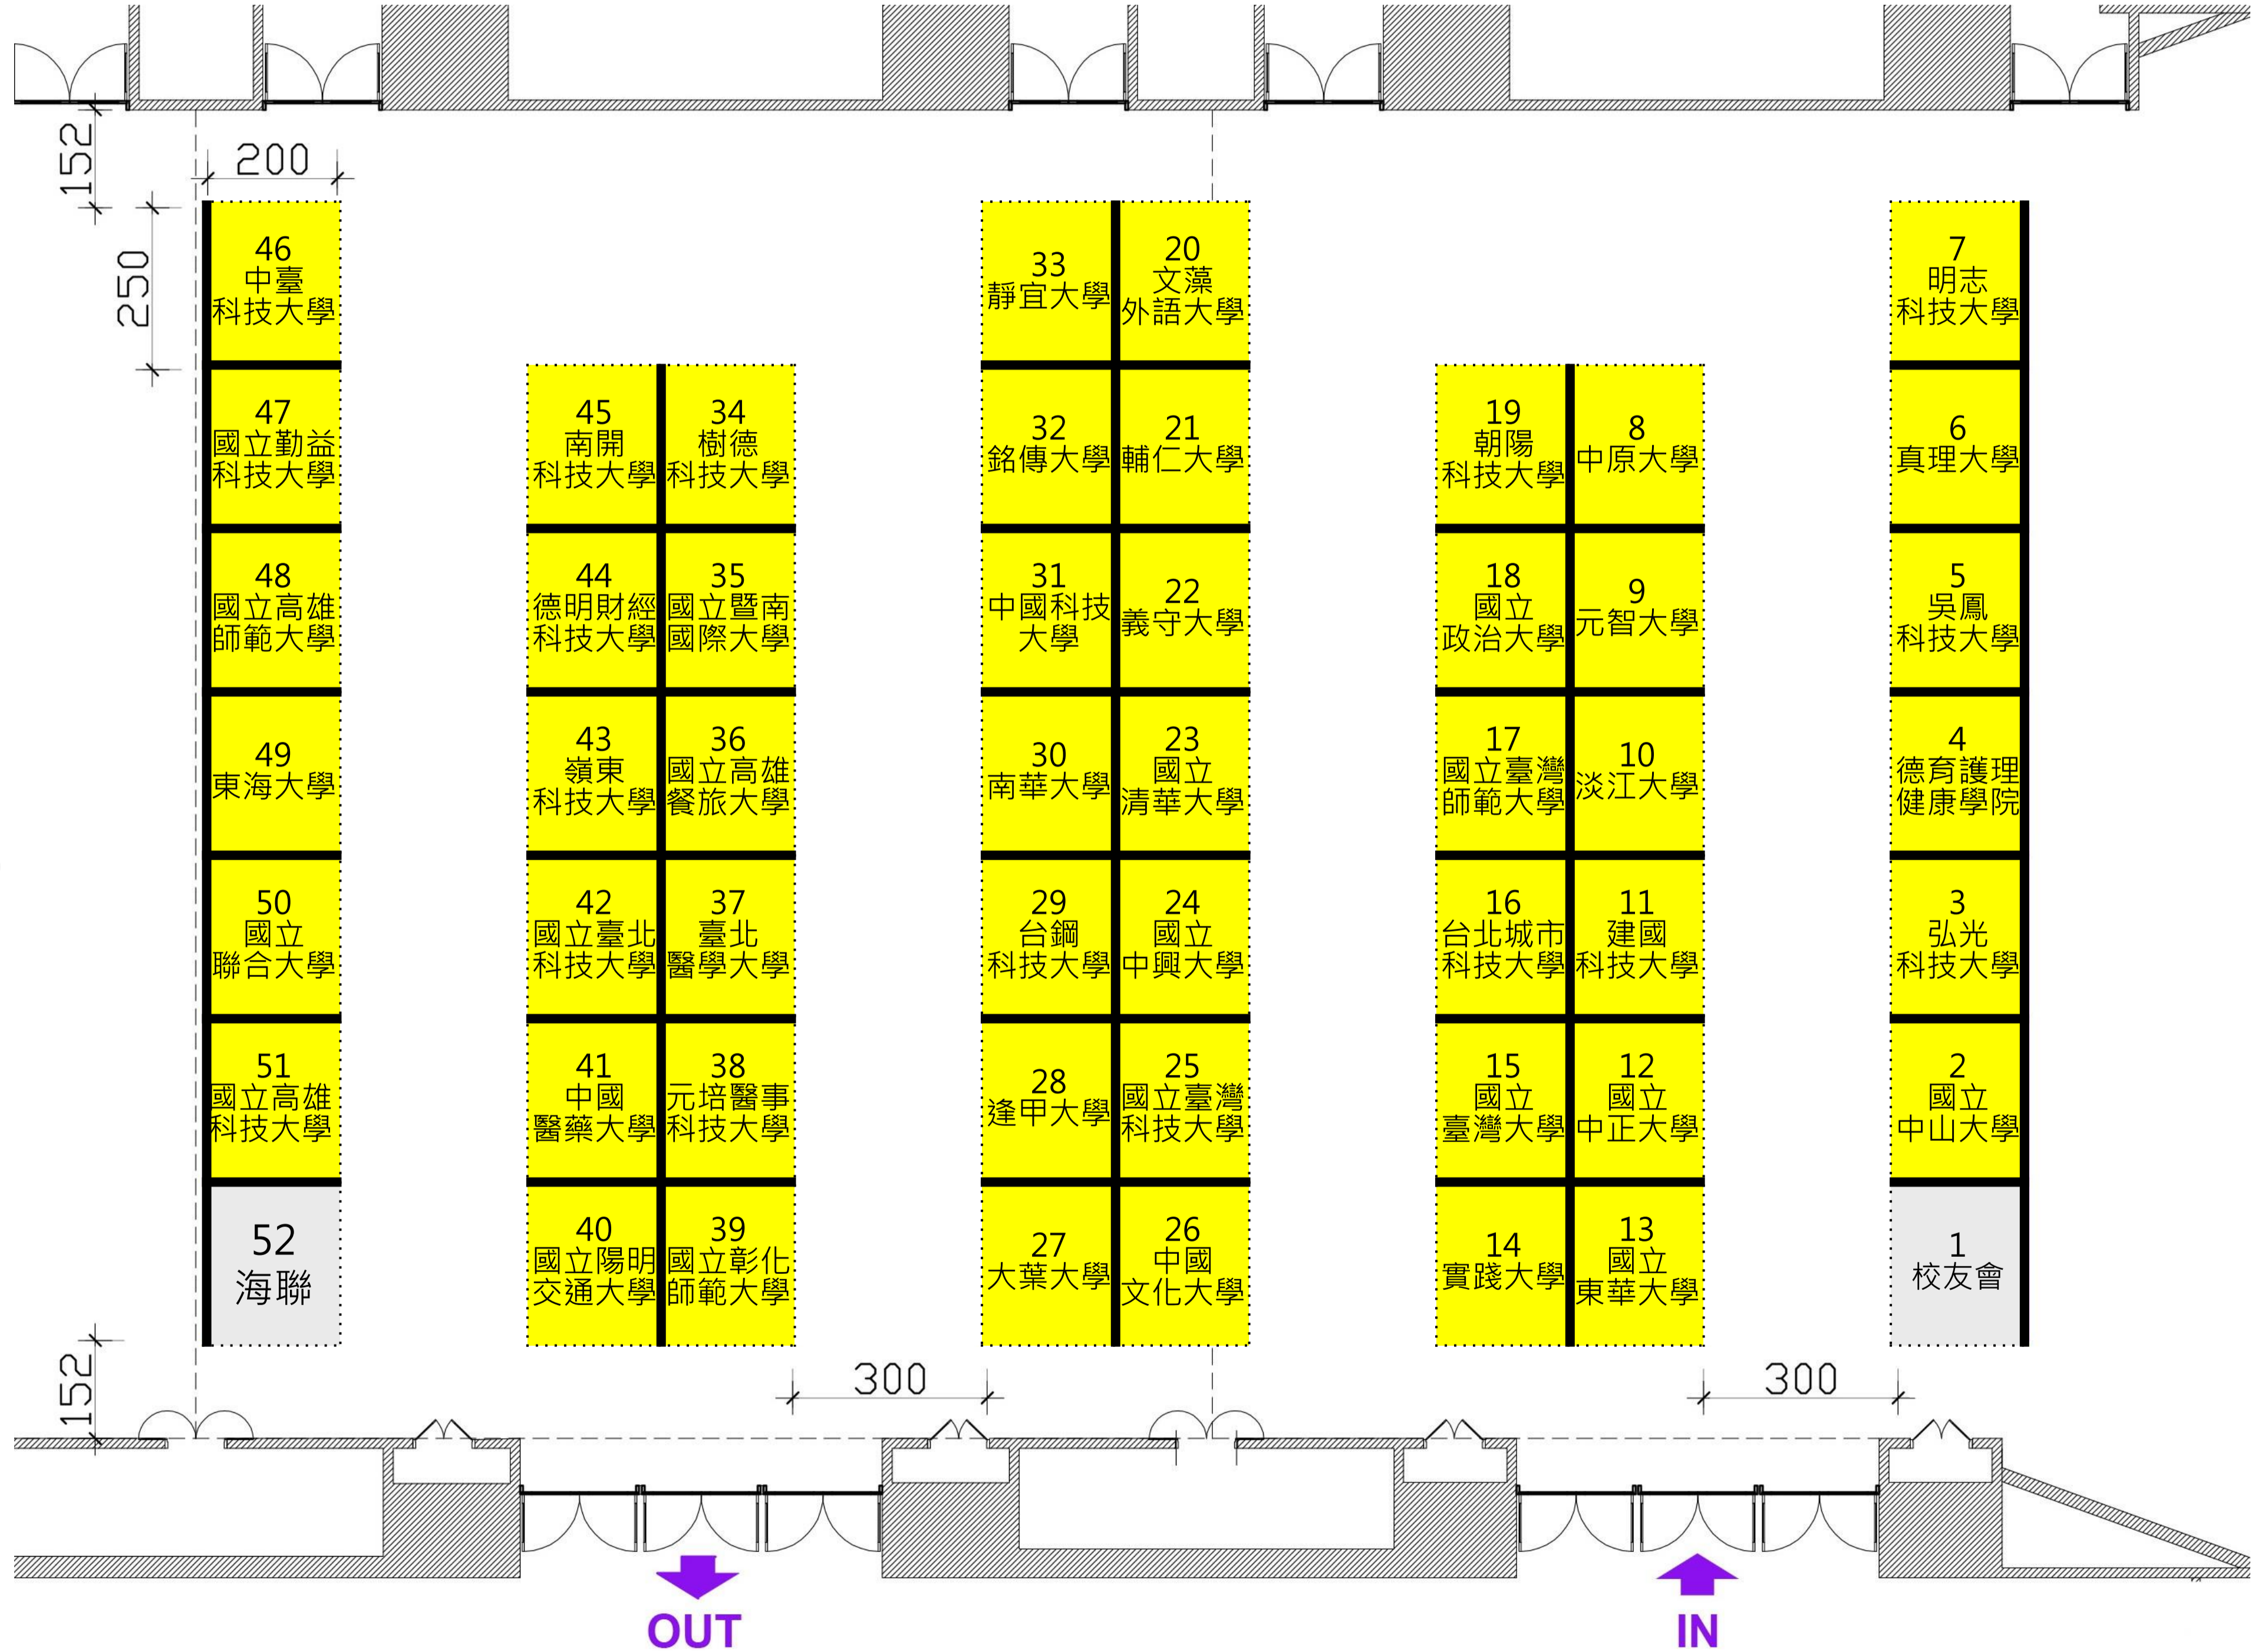 152
200
250
46
中臺
科技大學
47
國立勤益
科技大學
48
國立高雄
師範大學
49
東海大學
50
國立
聯合大學
51
國立高雄
科技大學
52
海聯
152
45
南開
科技大學
44
德明財經
科技大學
43
嶺東
科技大學
42
國立臺北
科技大學
41
中國
醫藥大學
40
國立陽明
交通大學
34
樹德
科技大學
35
國立暨南
國際大學
36
國立高雄
餐旅大學
37
臺北
醫學大學
38
元培醫事
科技大學
39
國立彰化
師範大學
300
33
靜宜大學
32
銘傳大學
31
中國科技
大學
30
南華大學
29
台鋼
科技大學
28
逢甲大學
27
大葉大學
20
文藻
外語大學
21
輔仁大學
22
義守大學
23
國立
清華大學
24
國立
中興大學
25
國立臺灣
科技大學
26
中國
文化大學
19
朝陽
科技大學
18
國立
政治大學
17
國立臺灣
師範大學
16
台北城市
科技大學
15
國立
臺灣大學
14
實踐大學
8
中原大學
9
元智大學
10
淡江大學
11
建國
科技大學
12
國立
中正大學
13
國立
東華大學
300
7
明志
科技大學
6
真理大學
5
吳鳳
科技大學
4
德育護理
健康學院
3
弘光
科技大學
2
國立
中山大學
1
校友會
OUT
IN